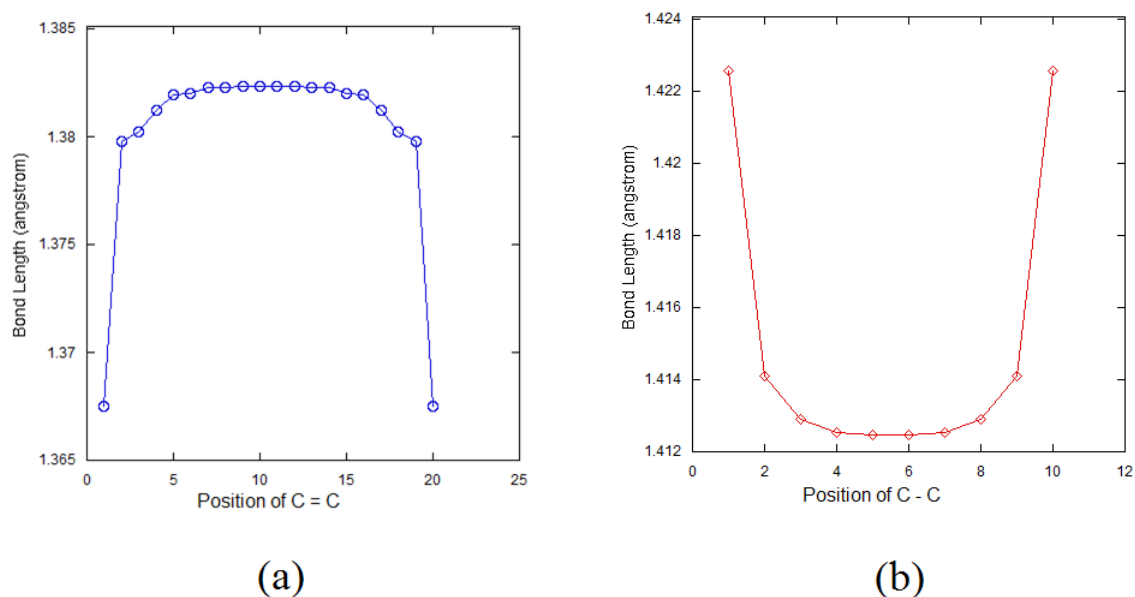 1.385
1.38
1.375
1.37
1.365
Bond Length (angstrom)
0 5 10 15 20 25
Position of C = C
(a)
1.424
1.422
1.42
1.418
1.416
1.414
1.412
Bond Length (angstrom)
0 2 4 6 8 10 12
Position of C - C
(b)